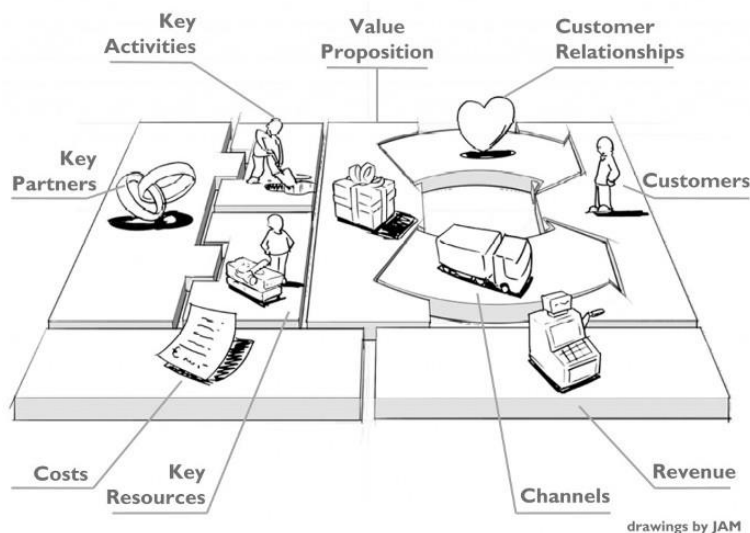 Key
Activities
Value
Proposition
Customer
Relationships
Key
Partners
Customers
Costs
Key
Resources
Channels
Revenue
drawings by JAM